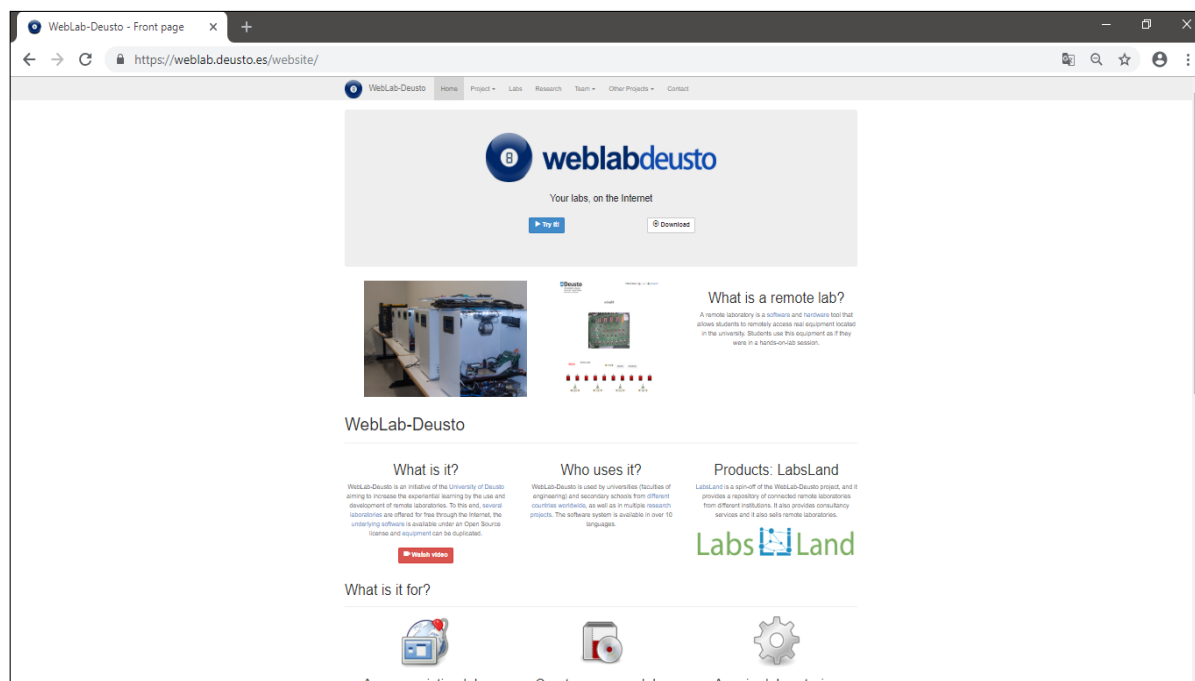 WebLab-Deusto - Front page
https://weblab.deusto.es/website/
WebLab-Deusto Home Project Labs Research Team Other Projects Contact
8 weblabdeusto
Your labs, on the Internet
Try it! Download
Deusto
What is a remote lab?
A remote laboratory is a software and hardware tool that
allows students to remotely access real equipment located
in the university. Students use this equipment as if they
were in a hands-on-lab session.
WebLab-Deusto
What is it?
WebLab-Deusto is an initiative of the University of Deusto
aiming to increase the experiential learning by the use and
development of remote laboratories. To this end, several
laboratories are offered for free through the Internet, the
underlying software is available under an Open Source
license and equipment can be duplicated.
Watch video
Who uses it?
WebLab-Deusto is used by universities (faculties of
engineering) and secondary schools from different
countries worldwide, as well as in multiple research
projects. The software system is available in over 10
languages.
Products: LabsLand
LabsLand is a spin-off of the WebLab-Deusto project, and it
provides a repository of connected remote laboratories
from different institutions. It also provides consultancy
services and it also sells remote laboratories.
Labs Land
What is it for?